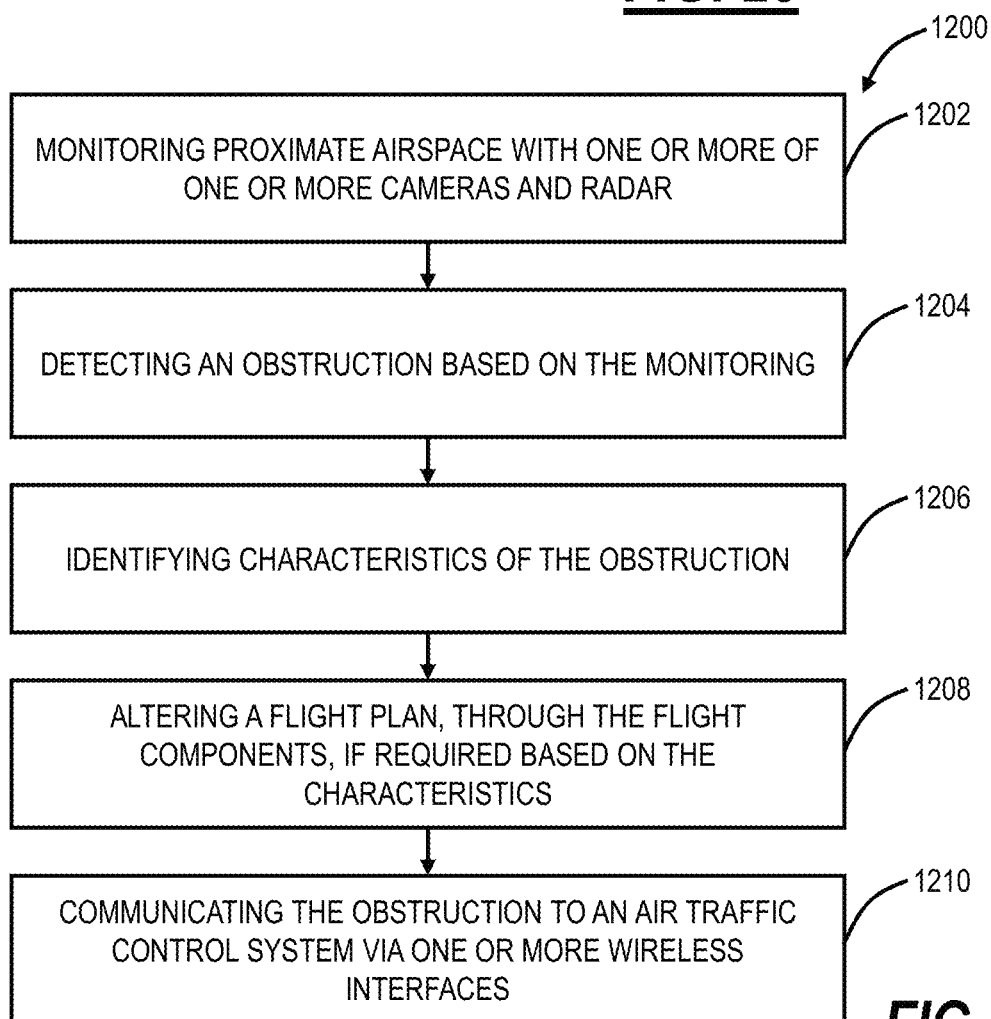 1200
1202
MONITORING PROXIMATE AIRSPACE WITH ONE OR MORE OF
ONE OR MORE CAMERAS AND RADAR
1204
DETECTING AN OBSTRUCTION BASED ON THE MONITORING
1206
IDENTIFYING CHARACTERISTICS OF THE OBSTRUCTION
1208
ALTERING A FLIGHT PLAN, THROUGH THE FLIGHT
COMPONENTS, IF REQUIRED BASED ON THE
CHARACTERISTICS
1210
COMMUNICATING THE OBSTRUCTION TO AN AIR TRAFFIC
CONTROL SYSTEM VIA ONE OR MORE WIRELESS
INTERFACES
FIG